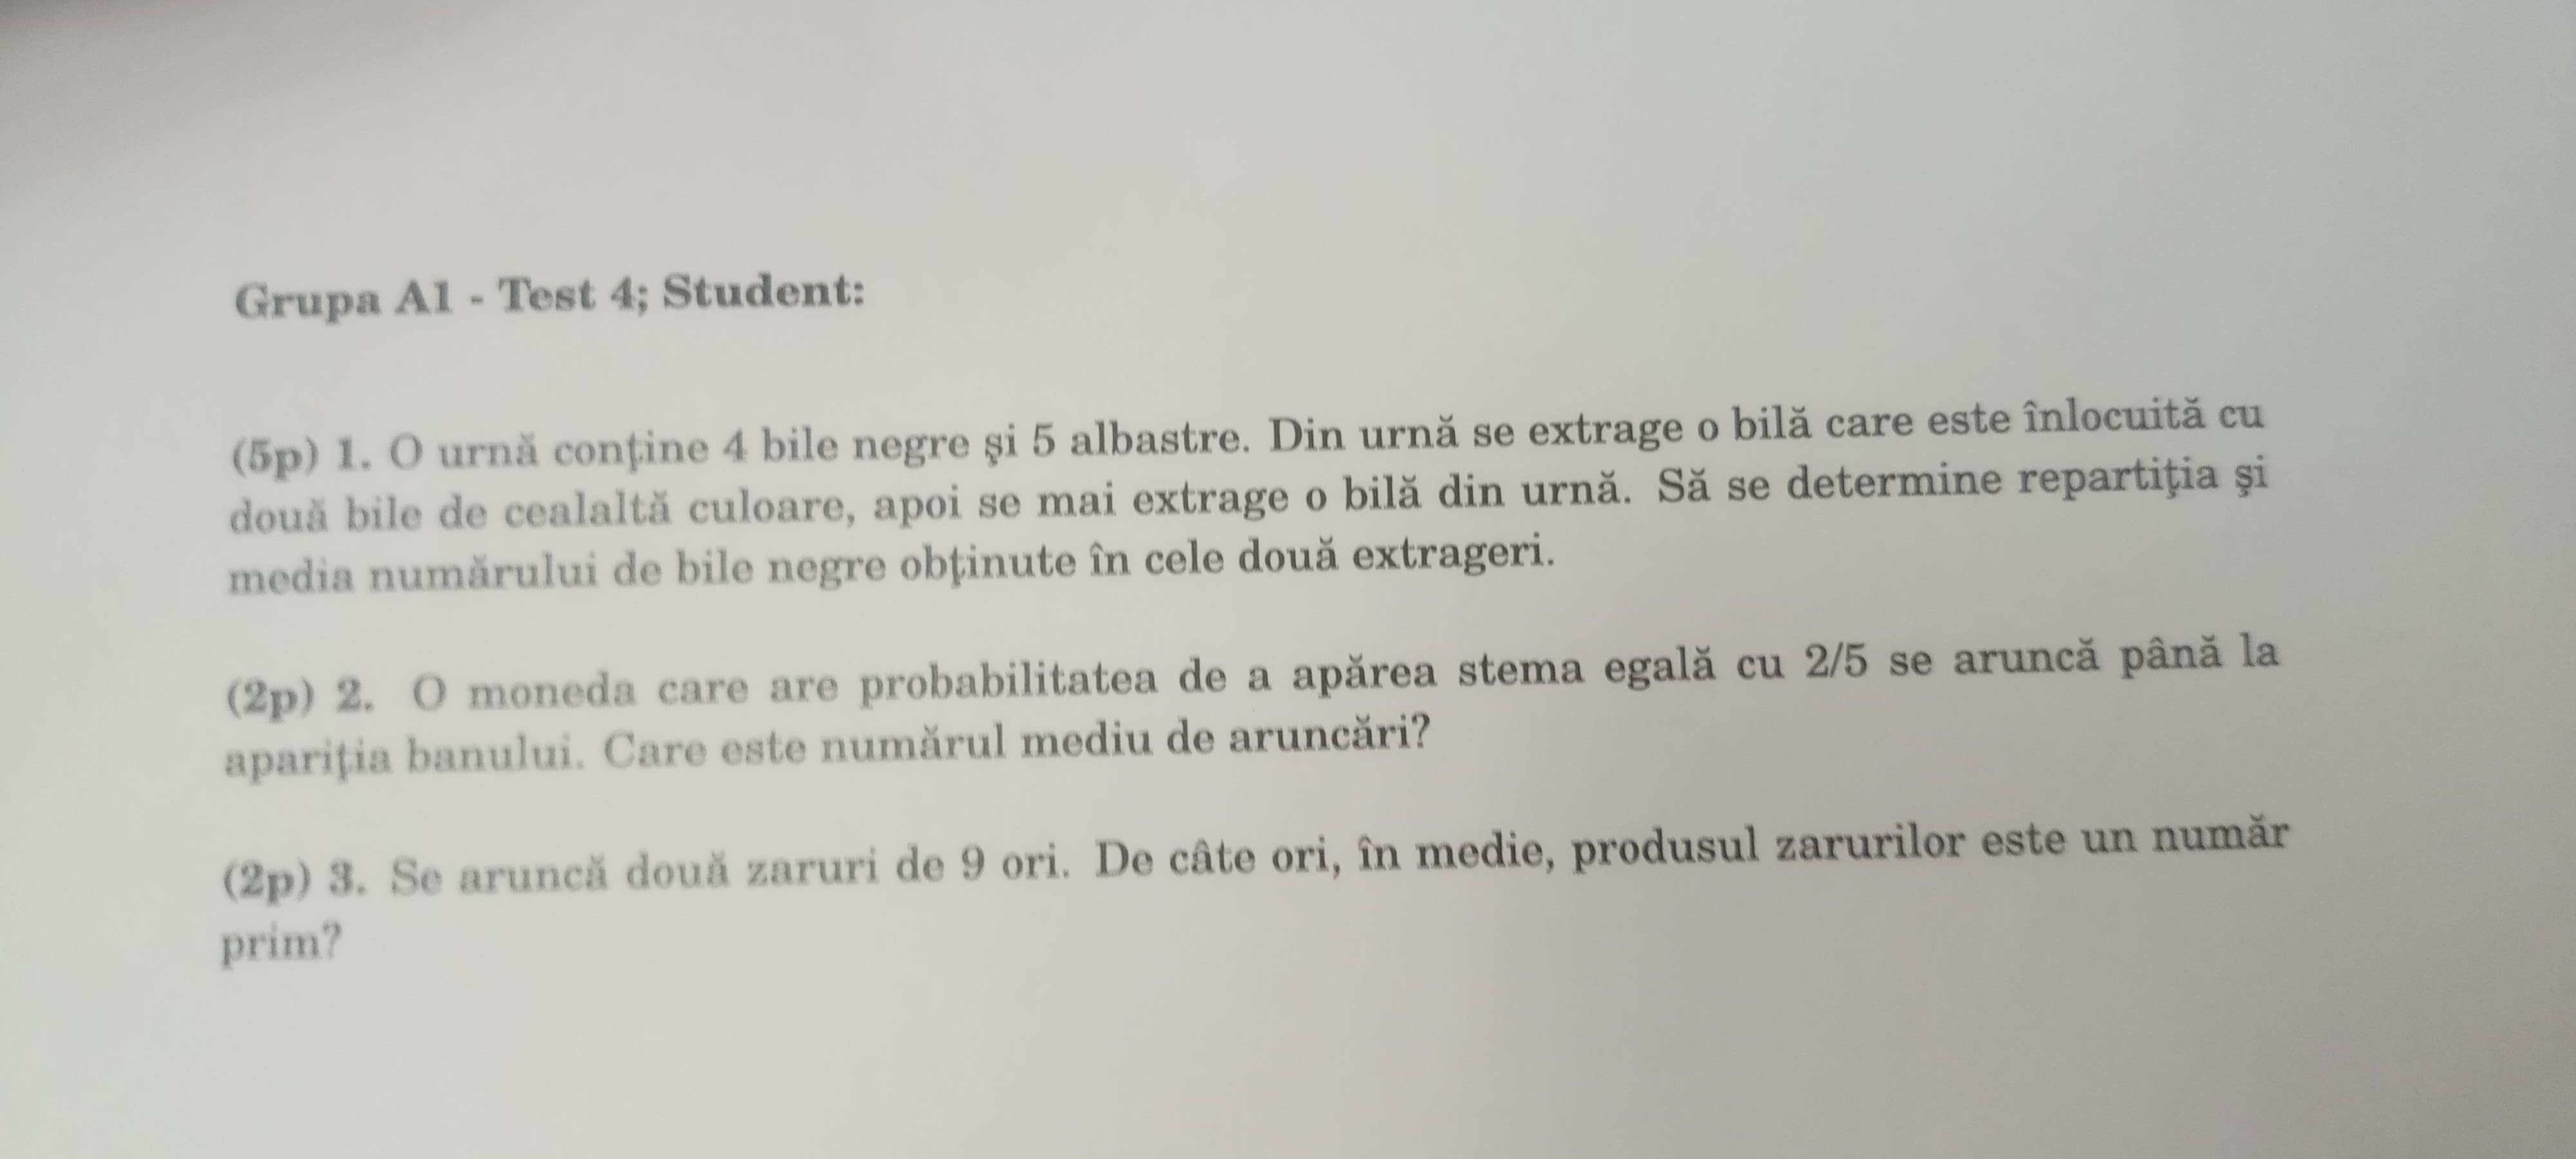 Grupa A1 - Test 4; Student:
(5p) 1. O urnă conţine 4 bile negre şi 5 albastre. Din urnă se extrage o bilă care este înlocuită cu
două bile de cealaltă culoare, apoi se mai extrage o bilă din urnă. Să se determine repartiţia şi
media numărului de bile negre obţinute în cele două extrageri.
(2p) 2. O moneda care are probabilitatea de a apărea stema egală cu 2/5 se aruncă până la
apariţia banului. Care este numărul mediu de aruncări?
(2p) 3. Se aruncă două zaruri de 9 ori. De câte ori, în medie, produsul zarurilor este un număr
prim?